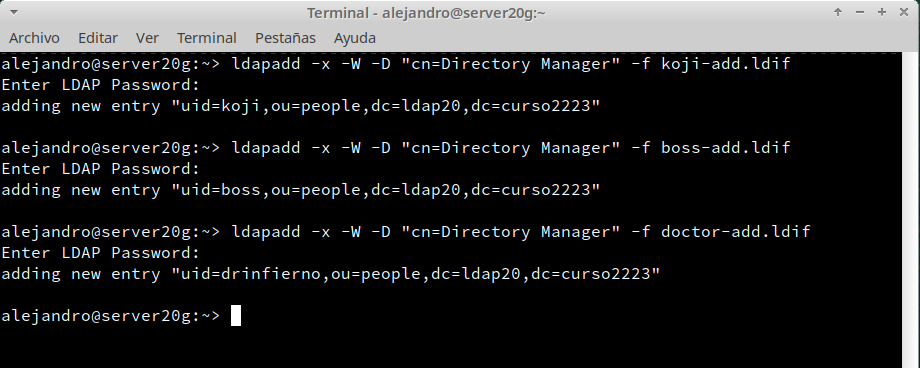 Terminal - alejandro@server20g:~
Archivo Editar Ver Terminal Pestañas Ayuda
alejandro@server20g:~> ldapadd -x -W -D "cn=Directory Manager" -f koji-add.ldif
Enter LDAP Password:
adding new entry "uid=koji,ou=people,dc=ldap20,dc=curso2223"
alejandro@server20g:~> ldapadd -x -W -D "cn=Directory Manager" -f boss-add.ldif
Enter LDAP Password:
adding new entry "uid=boss,ou=people,dc=ldap20,dc=curso2223"
alejandro@server20g:~> ldapadd -x -W -D "cn=Directory Manager" -f doctor-add.ldif
Enter LDAP Password:
adding new entry "uid=drinfierno,ou=people,dc=ldap20,dc=curso2223"
alejandro@server20g:~>